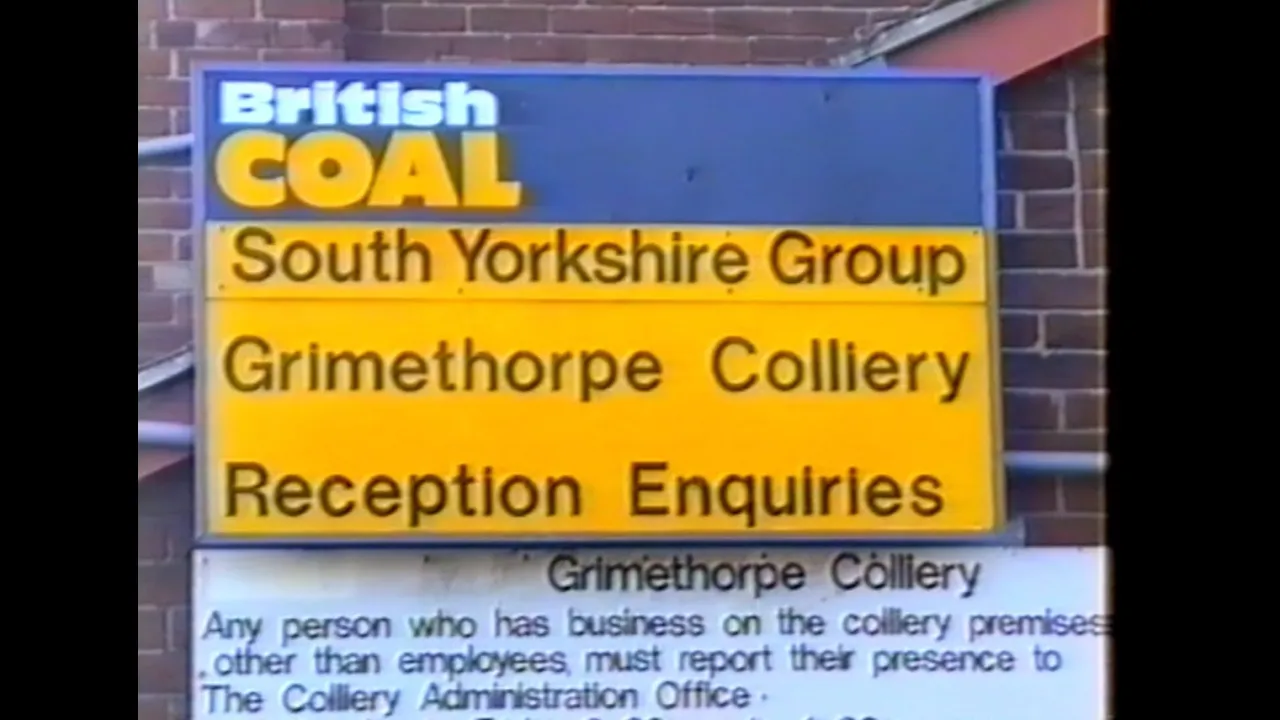 British
COAL
South Yorkshire Group
Grimethorpe Colliery
Reception Enquiries
Grimethorpe Colliery
Any person who has business on the colliery premises
other than employees, must report their presence to
The Colliery Administration Office